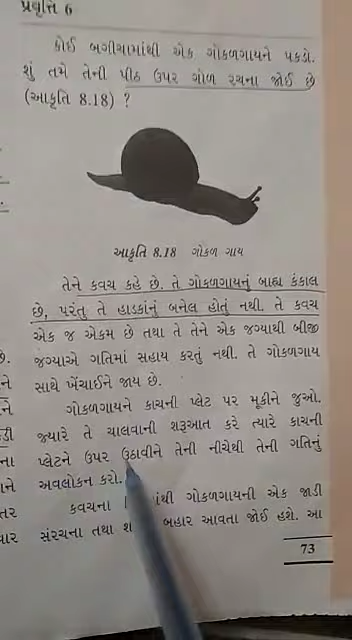 પ્રવૃત્તિ 6
કોઈ બગીચામાંથી એક ગોકળગાયને પકડો.
શું તમે તેની પીઠ ઉપર ગોળ રચના જોઈ છે
(આકૃતિ 8.18) ?
આકૃતિ 8.18 ગોકળ ગાય
તેને કવચ કહે છે. તે ગોકળગાયનું બાહ્ય કંકાલ
છે, પરંતુ તે હાડકાંનું બનેલ હોતું નથી. તે કવચ
એક જ એકમ છે તથા તે તેને એક જગ્યાથી બીજી
જગ્યાએ ગતિમાં સહાય કરતું નથી. તે ગોકળગાય
સાથે ખેંચાઈને જાય છે.
ગોકળગાયને કાચની પ્લેટ પર મૂકીને જુઓ.
જ્યારે તે ચાલવાની શરૂઆત કરે ત્યારે કાચની
પ્લેટને ઉપર ઉઠાવીને તેની નીચેથી તેની ગતિનું
અવલોકન કરો.
કવચના ગોકળગાયની એક જાડી
સંરચના તથા બહાર આવતા જોઈ હશે. આ
73